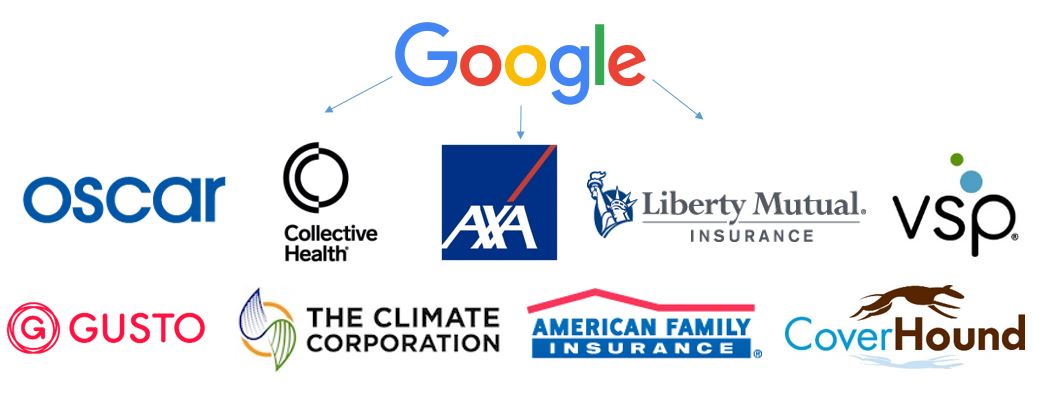 Google
oscar
Collective
Health
AXA
Liberty Mutual®
INSURANCE
vsp®
G GUSTO
THE CLIMATE
CORPORATION
AMERICAN FAMILY
INSURANCE®
CoverHound